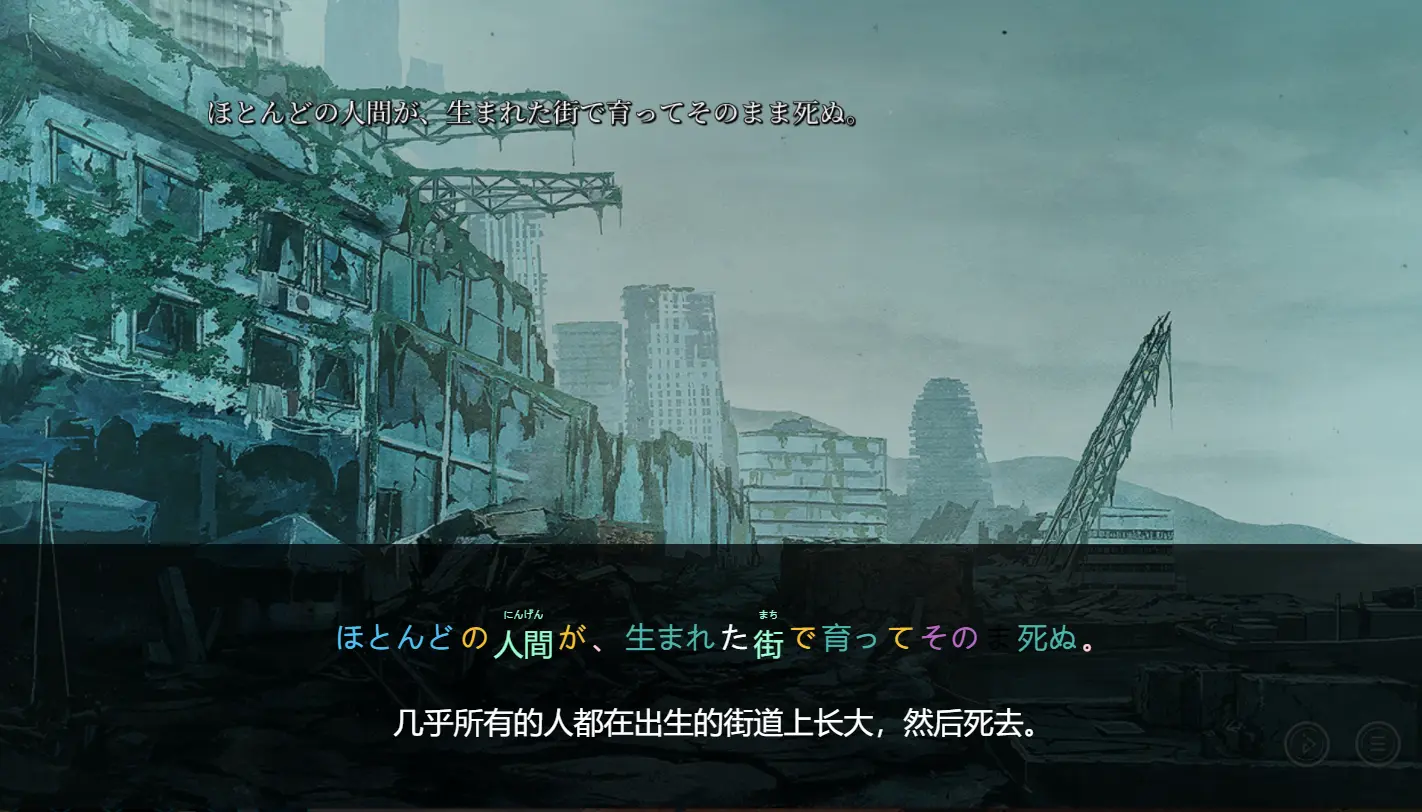 ほとんどの人間が、生まれた街で育ってそのまま死ぬ。
にんげん まち
ほとんどの人間が、生まれた街で育ってそのま死ぬ。
几乎所有的人都在出生的街道上长大，然后死去。